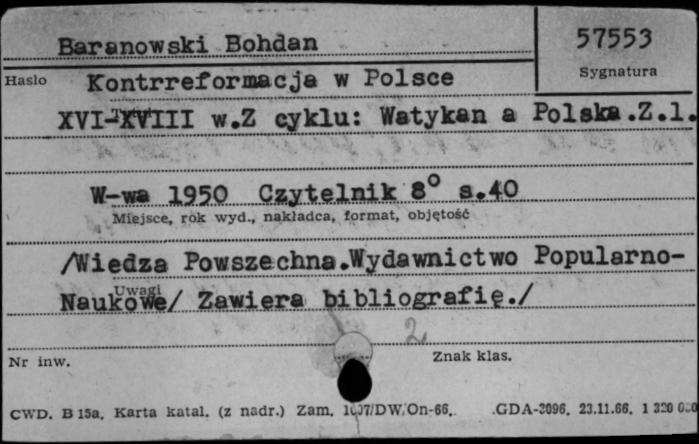 Baranowski Bohdan
57553
Sygnatura
Hasło Kontrreformacja w Polsce
XVI-XVIII w.Z cyklu: Watykan a Polska.Z.1.
W-wa 1950 Czytelnik 8° s.40
Miejsce, rok wyd., nakładca, format, objętość
/Wiedza Powszechna.Wydawnictwo Popularno-
Uwagi
Naukowe/ Zawiera bibliografię./
2
Nr inw.
Znak klas.
CWD. B 15a, Karta katal. (z nadr.) Zam. DW/On-66. GDA-3096, 23.11.66, 1 320 000